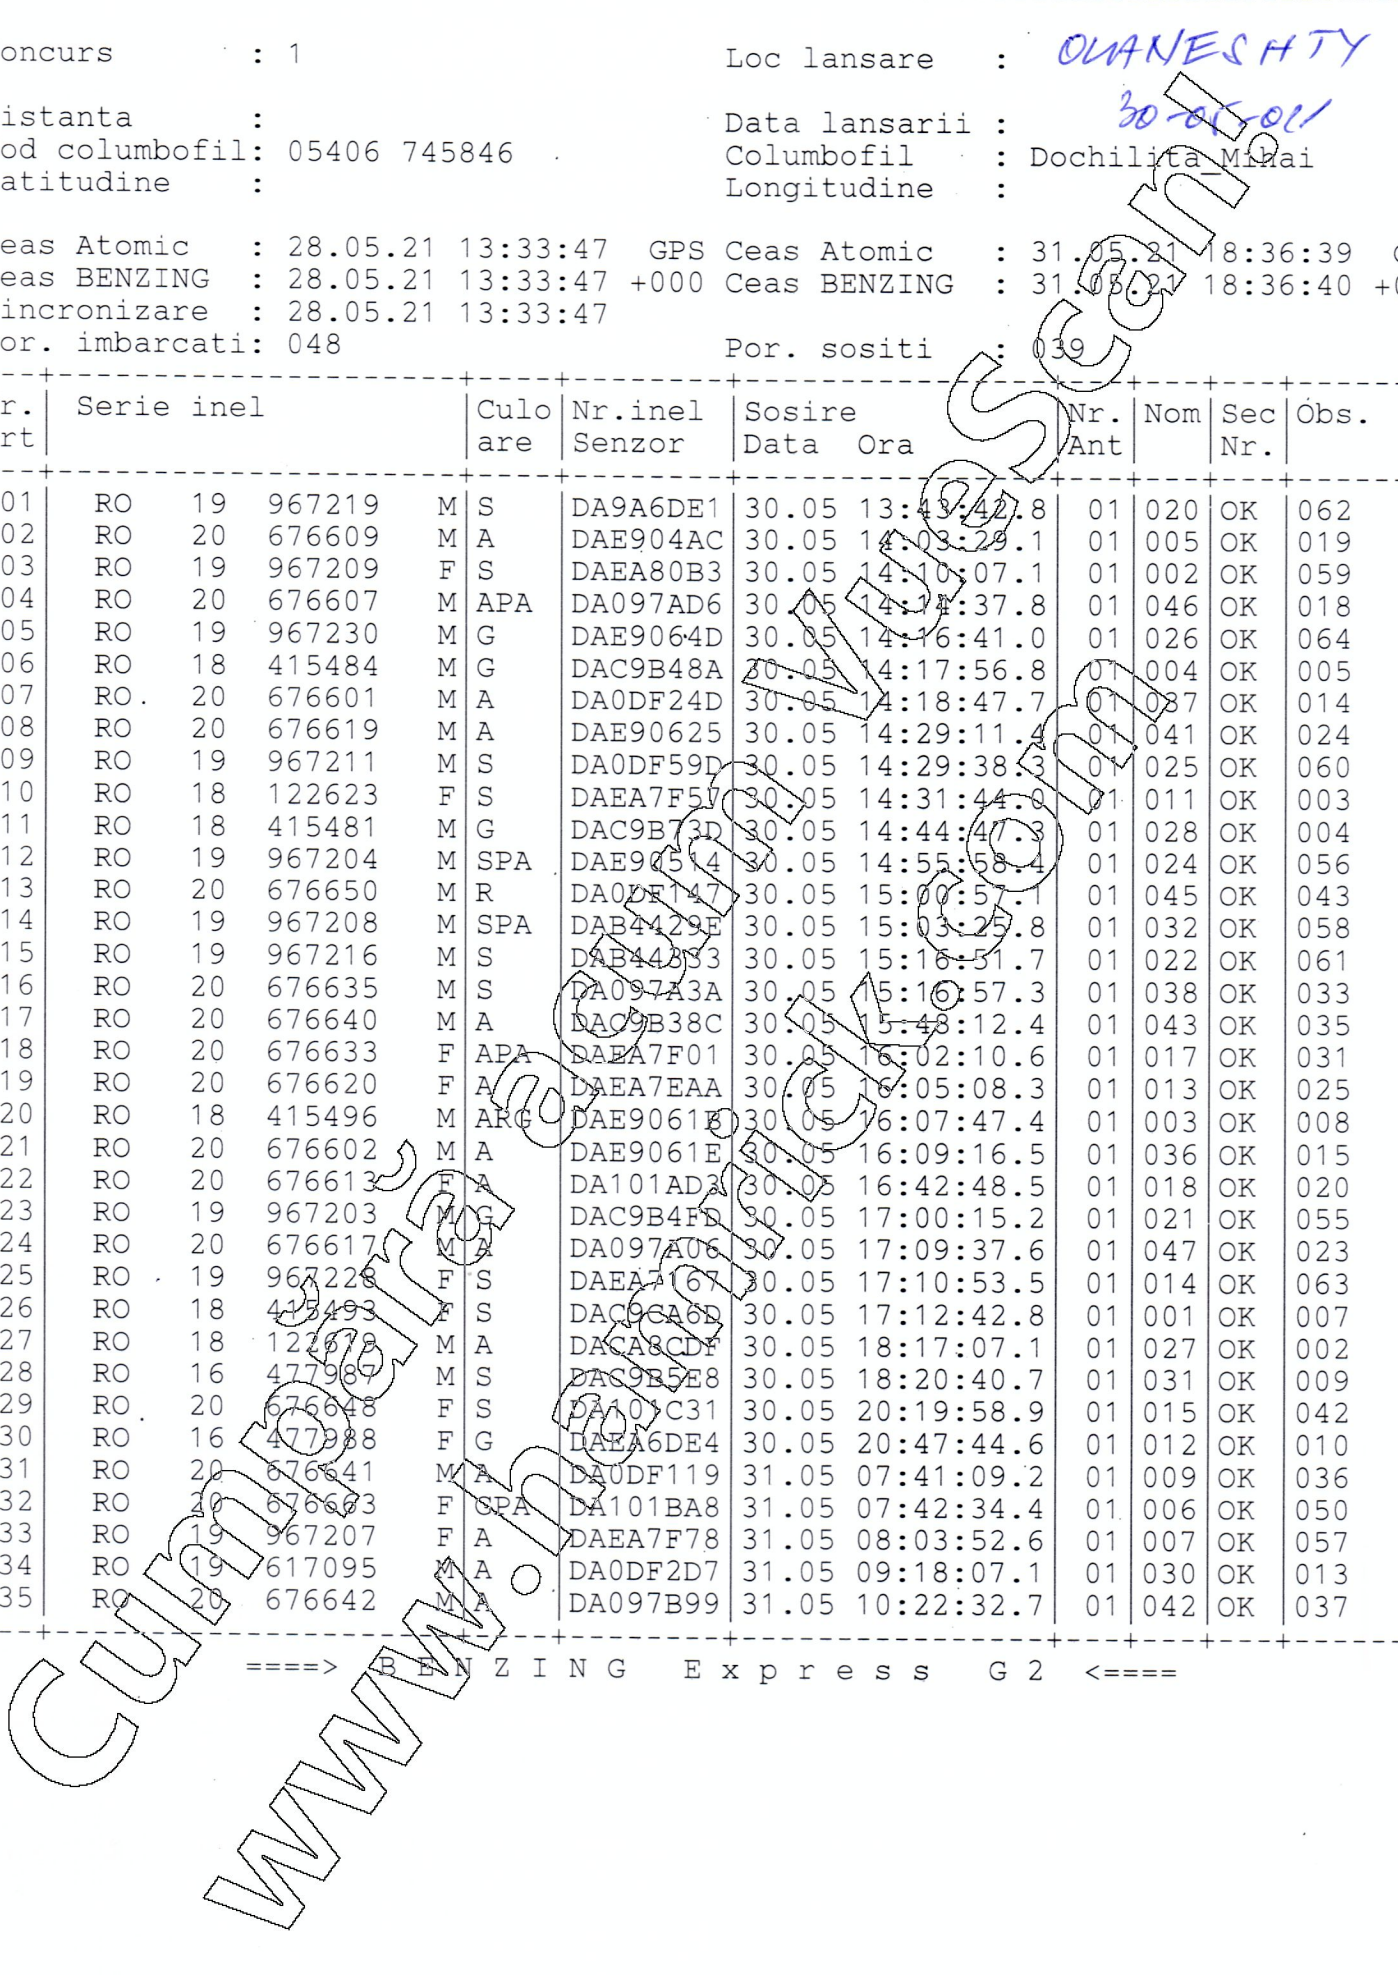 oncurs : 1 Loc lansare : OLANESHTY
istanta : Data lansarii : 30-05-021
od columbofil: 05406 745846 Columbofil : Dochilita_Mihai
atitudine : Longitudine :
eas Atomic : 28.05.21 13:33:47 GPS Ceas Atomic : 31.05.21 18:36:39
eas BENZING : 28.05.21 13:33:47 +000 Ceas BENZING : 31.05.21 18:36:40 +0
incronizare : 28.05.21 13:33:47
or. imbarcati: 048 Por. sositi : 039
r. Serie inel Culo Nr.inel Sosire Nr. Nom Sec Obs.
rt are Senzor Data Ora Ant Nr.
01 RO 19 967219 M S DA9A6DE1 30.05 13:43:42.8 01 020 OK 062
02 RO 20 676609 M A DAE904AC 30.05 14:03:29.1 01 005 OK 019
03 RO 19 967209 F S DAEA80B3 30.05 14:10:07.1 01 002 OK 059
04 RO 20 676607 M APA DA097AD6 30.05 14:14:37.8 01 046 OK 018
05 RO 19 967230 M G DAE9064D 30.05 14:16:41.0 01 026 OK 064
06 RO 18 415484 M G DAC9B48A 30.05 14:17:56.8 01 004 OK 005
07 RO. 20 676601 M A DA0DF24D 30.05 14:18:47.7 01 037 OK 014
08 RO 20 676619 M A DAE90625 30.05 14:29:11.4 01 041 OK 024
09 RO 19 967211 M S DA0DF59D 30.05 14:29:38.3 01 025 OK 060
10 RO 18 122623 F S DAEA7F57 30.05 14:31:44.0 01 011 OK 003
11 RO 18 415481 M G DAC9B73D 30.05 14:44:47.3 01 028 OK 004
12 RO 19 967204 M SPA DAE90514 30.05 14:55:58.4 01 024 OK 056
13 RO 20 676650 M R DA0DF147 30.05 15:00:57.1 01 045 OK 043
14 RO 19 967208 M SPA DAB4429E 30.05 15:03:25.8 01 032 OK 058
15 RO 19 967216 M S DAB44333 30.05 15:16:31.7 01 022 OK 061
16 RO 20 676635 M S DA097A3A 30.05 15:16:57.3 01 038 OK 033
17 RO 20 676640 M A DAC9B38C 30.05 15:48:12.4 01 043 OK 035
18 RO 20 676633 F APA DAEA7F01 30.05 16:02:10.6 01 017 OK 031
19 RO 20 676620 F A DAEA7EAA 30.05 16:05:08.3 01 013 OK 025
20 RO 18 415496 M ARG DAE9061B 30.05 16:07:47.4 01 003 OK 008
21 RO 20 676602 M A DAE9061E 30.05 16:09:16.5 01 036 OK 015
22 RO 20 676613 F A DA101AD3 30.05 16:42:48.5 01 018 OK 020
23 RO 19 967203 M G DAC9B4FD 30.05 17:00:15.2 01 021 OK 055
24 RO 20 676617 M A DA097A06 30.05 17:09:37.6 01 047 OK 023
25 RO 19 967228 F S DAEA7167 30.05 17:10:53.5 01 014 OK 063
26 RO 18 415493 F S DAC9CA6D 30.05 17:12:42.8 01 001 OK 007
27 RO 18 122619 M A DACA8CDF 30.05 18:17:07.1 01 027 OK 002
28 RO 16 477987 M S DAC9B5E8 30.05 18:20:40.7 01 031 OK 009
29 RO 20 676648 F S DA101C31 30.05 20:19:58.9 01 015 OK 042
30 RO 16 477988 F G DAEA6DE4 30.05 20:47:44.6 01 012 OK 010
31 RO 20 676641 M A DA0DF119 31.05 07:41:09.2 01 009 OK 036
32 RO 20 676663 F CPA DA101BA8 31.05 07:42:34.4 01 006 OK 050
33 RO 19 967207 F A DAEA7F78 31.05 08:03:52.6 01 007 OK 057
34 RO 19 617095 M A DA0DF2D7 31.05 09:18:07.1 01 030 OK 013
35 RO 20 676642 M A DA097B99 31.05 10:22:32.7 01 042 OK 037
====> B E N Z I N G E x p r e s s G 2 <====
Cumpără acum VueScan!
www.hamrick.com